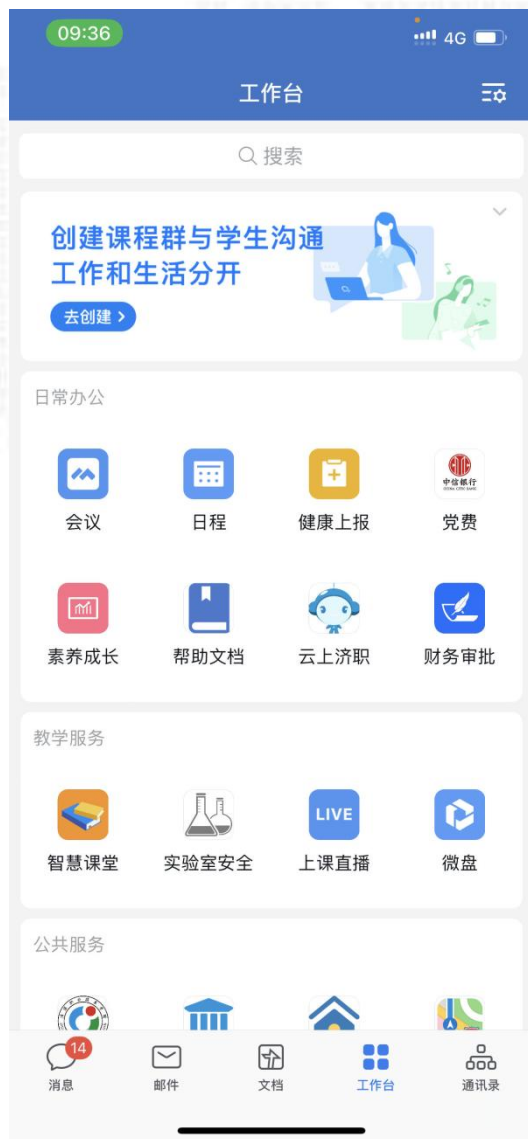 09:36
4G
工作台
搜索
创建课程群与学生沟通
工作和生活分开
去创建
日常办公
中信银行
会议
日程
健康上报
党费
素养成长
帮助文档
云上济职
财务审批
教学服务
LIVE
智慧课堂
实验室安全
上课直播
微盘
公共服务
14
消息
邮件
文档
工作台
通讯录